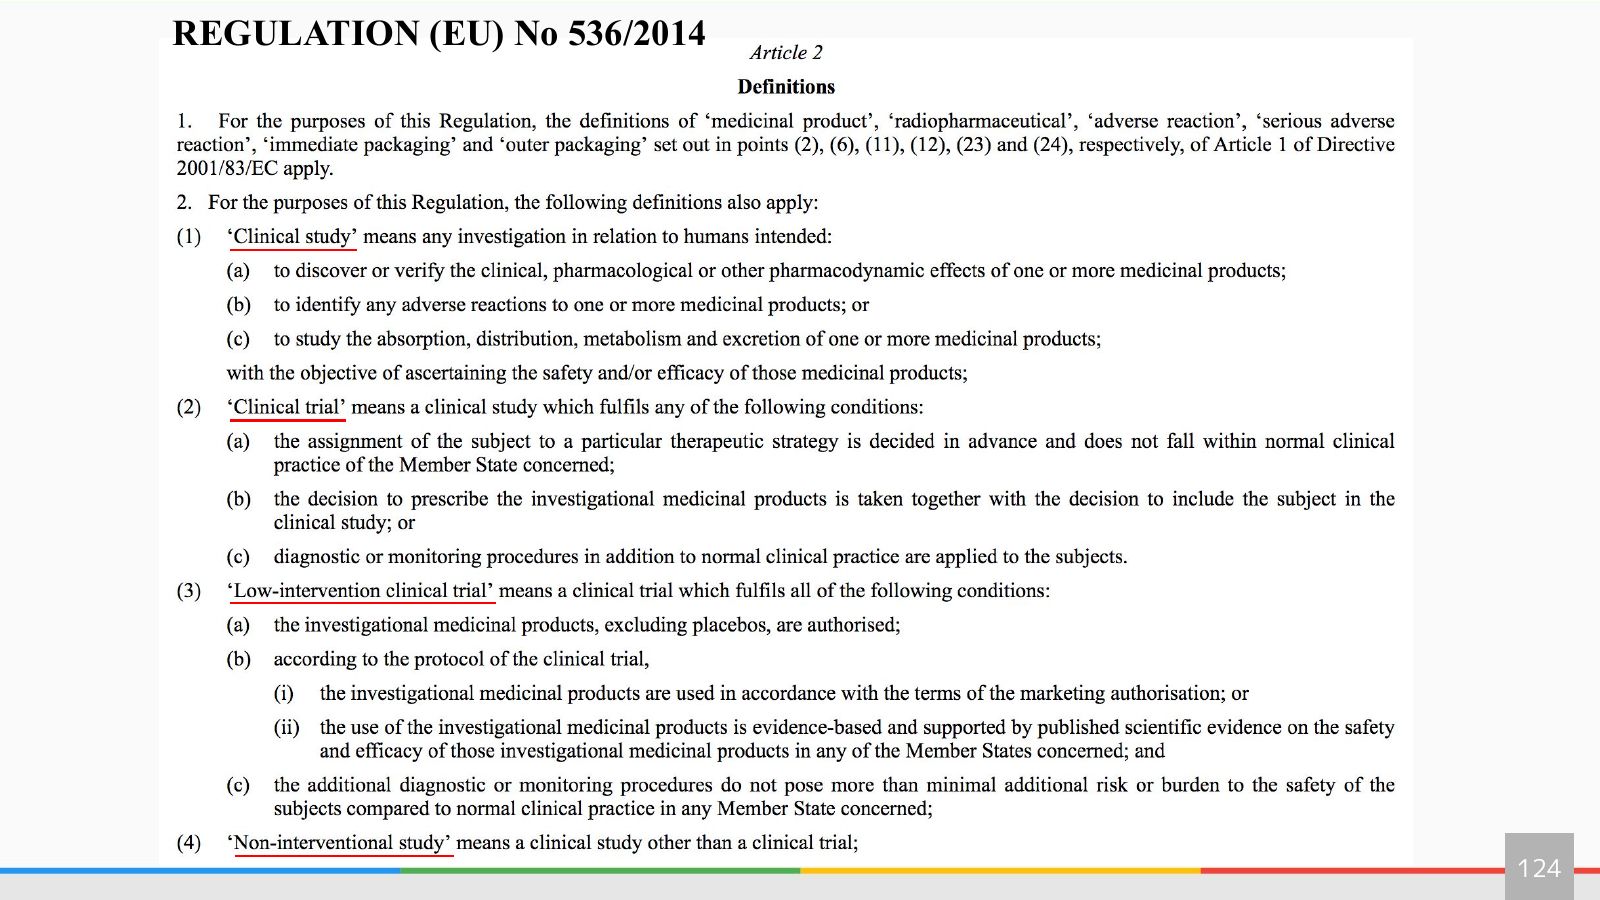 REGULATION (EU) No 536/2014
Article 2
Definitions
1. For the purposes of this Regulation, the definitions of ‘medicinal product’, ‘radiopharmaceutical’, ‘adverse reaction’, ‘serious adverse
reaction’, ‘immediate packaging’ and ‘outer packaging’ set out in points (2), (6), (11), (12), (23) and (24), respectively, of Article 1 of Directive
2001/83/EC apply.
2. For the purposes of this Regulation, the following definitions also apply:
(1) ‘Clinical study’ means any investigation in relation to humans intended:
(a) to discover or verify the clinical, pharmacological or other pharmacodynamic effects of one or more medicinal products;
(b) to identify any adverse reactions to one or more medicinal products; or
(c) to study the absorption, distribution, metabolism and excretion of one or more medicinal products;
with the objective of ascertaining the safety and/or efficacy of those medicinal products;
(2) ‘Clinical trial’ means a clinical study which fulfils any of the following conditions:
(a) the assignment of the subject to a particular therapeutic strategy is decided in advance and does not fall within normal clinical
practice of the Member State concerned;
(b) the decision to prescribe the investigational medicinal products is taken together with the decision to include the subject in the
clinical study; or
(c) diagnostic or monitoring procedures in addition to normal clinical practice are applied to the subjects.
(3) ‘Low-intervention clinical trial’ means a clinical trial which fulfils all of the following conditions:
(a) the investigational medicinal products, excluding placebos, are authorised;
(b) according to the protocol of the clinical trial,
(i) the investigational medicinal products are used in accordance with the terms of the marketing authorisation; or
(ii) the use of the investigational medicinal products is evidence-based and supported by published scientific evidence on the safety
and efficacy of those investigational medicinal products in any of the Member States concerned; and
(c) the additional diagnostic or monitoring procedures do not pose more than minimal additional risk or burden to the safety of the
subjects compared to normal clinical practice in any Member State concerned;
(4) ‘Non-interventional study’ means a clinical study other than a clinical trial;
124